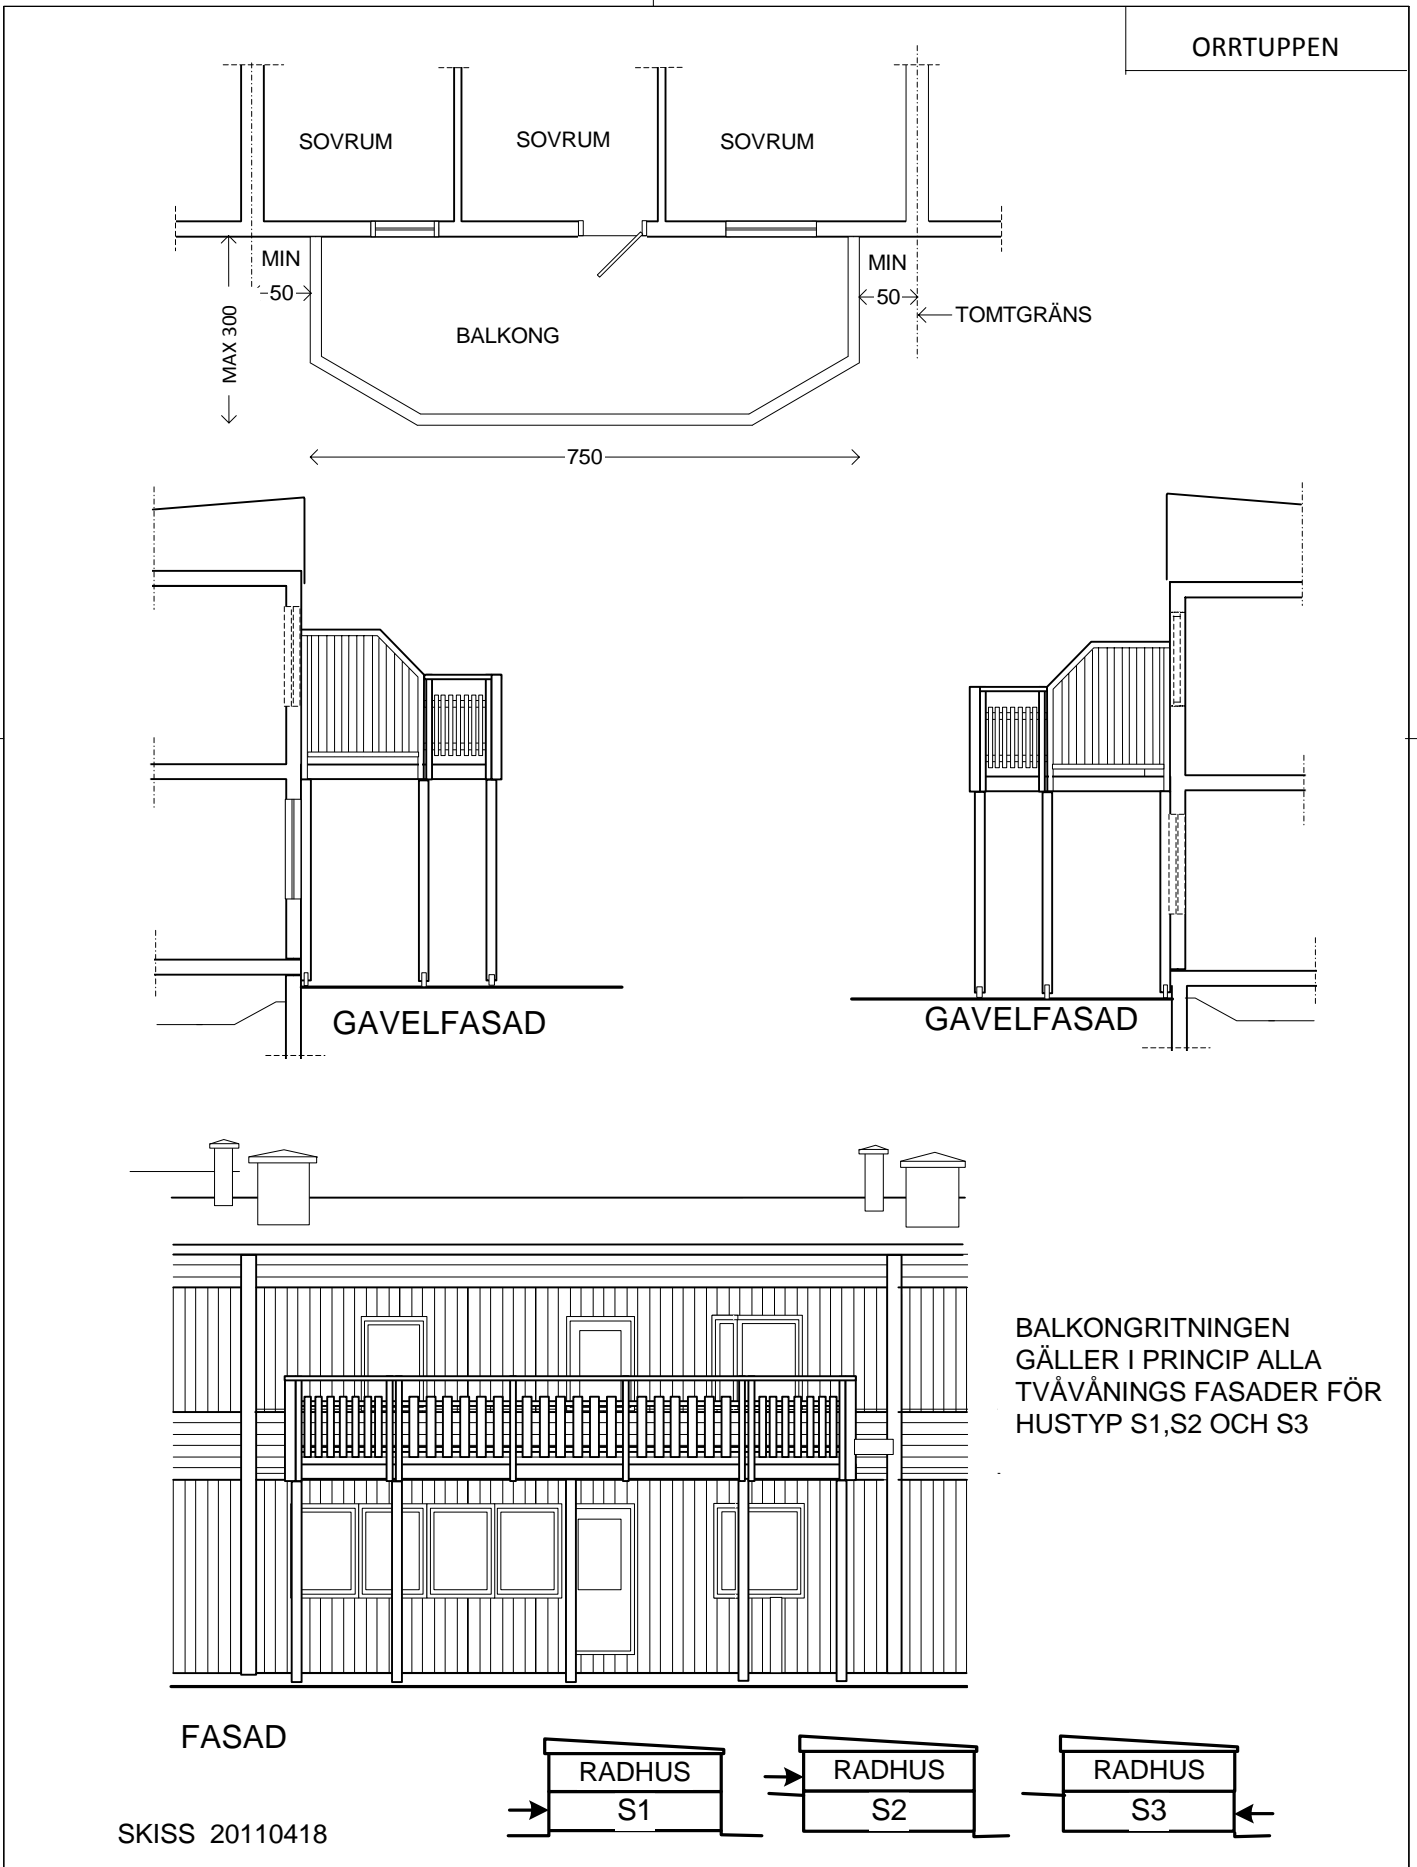 ORRTUPPEN
SOVRUM
SOVRUM
SOVRUM
MIN
50
MIN
50
TOMTGRÄNS
MAX 300
BALKONG
750
GAVELFASAD
GAVELFASAD
BALKONGRITNINGEN
GÄLLER I PRINCIP ALLA
TVÅVÅNINGS FASADER FÖR
HUSTYP S1,S2 OCH S3
FASAD
RADHUS
S1
RADHUS
S2
RADHUS
S3
SKISS 20110418